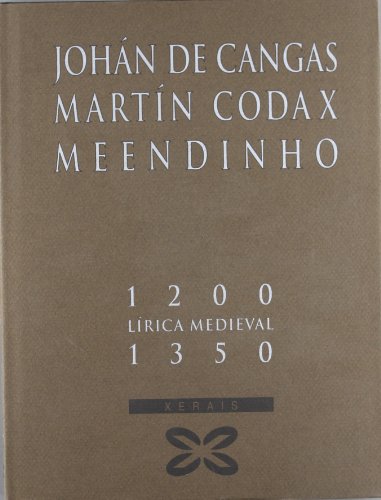 JOHÁN DE CANGAS
MARTÍN CODAX
MEENDINHO
1200
LÍRICA MEDIEVAL
1350
XERAIS